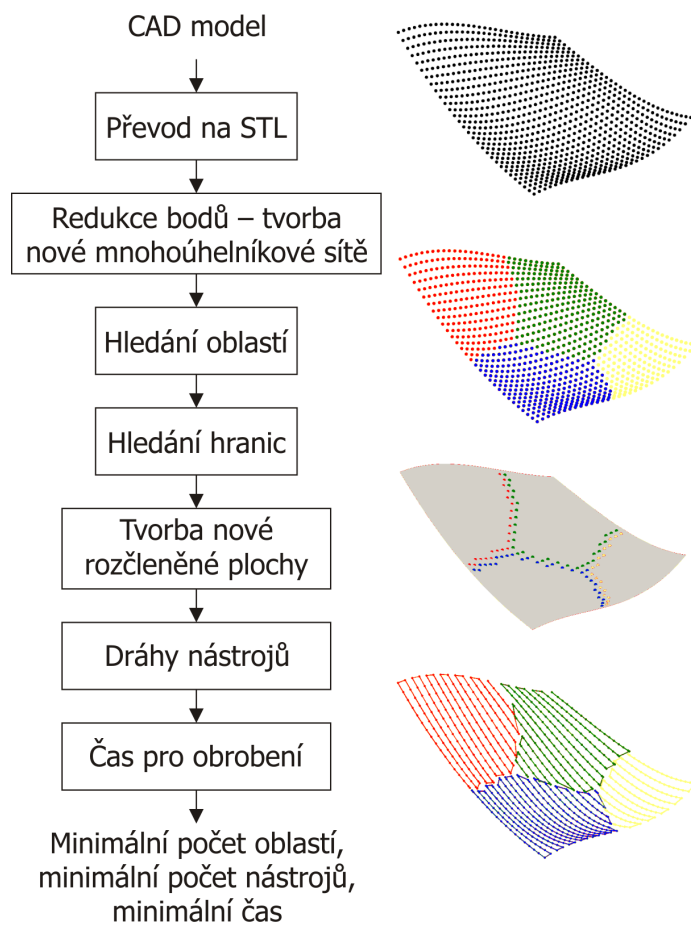 CAD model
Převod na STL
Redukce bodů – tvorba
nové mnohoúhelníkové sítě
Hledání oblastí
Hledání hranic
Tvorba nové
rozčleněné plochy
Dráhy nástrojů
Čas pro obrobení
Minimální počet oblastí,
minimální počet nástrojů,
minimální čas